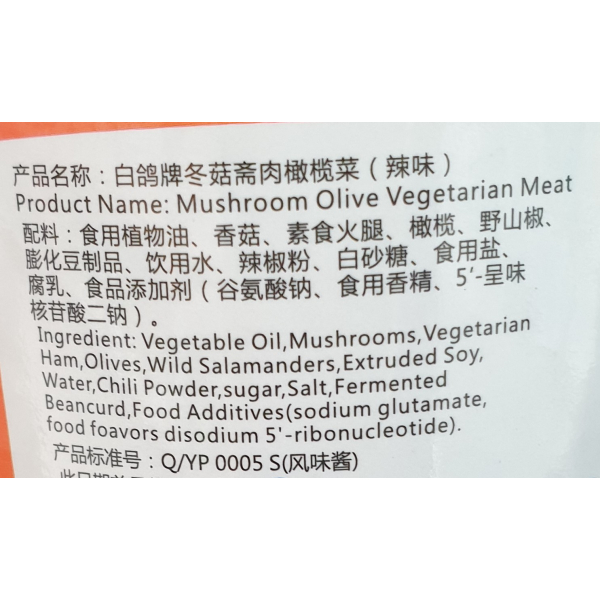 产品名称：白鸽牌冬菇斋肉橄榄菜（辣味）
Product Name: Mushroom Olive Vegetarian Meat
配料：食用植物油、香菇、素食火腿、橄榄、野山椒、
膨化豆制品、饮用水、辣椒粉、白砂糖、食用盐、
腐乳、食品添加剂（谷氨酸钠、食用香精、5'-呈味
核苷酸二钠）。
Ingredient: Vegetable Oil,Mushrooms,Vegetarian
Ham,Olives,Wild Salamanders,Extruded Soy,
Water,Chili Powder,sugar,Salt,Fermented
Beancurd,Food Additives(sodium glutamate,
food foavors disodium 5'-ribonucleotide).
产品标准号：Q/YP 0005 S(风味酱)